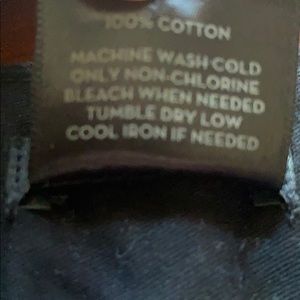 100% COTTON
MACHINE WASH COLD
ONLY NON-CHLORINE
BLEACH WHEN NEEDED
TUMBLE DRY LOW
COOL IRON IF NEEDED